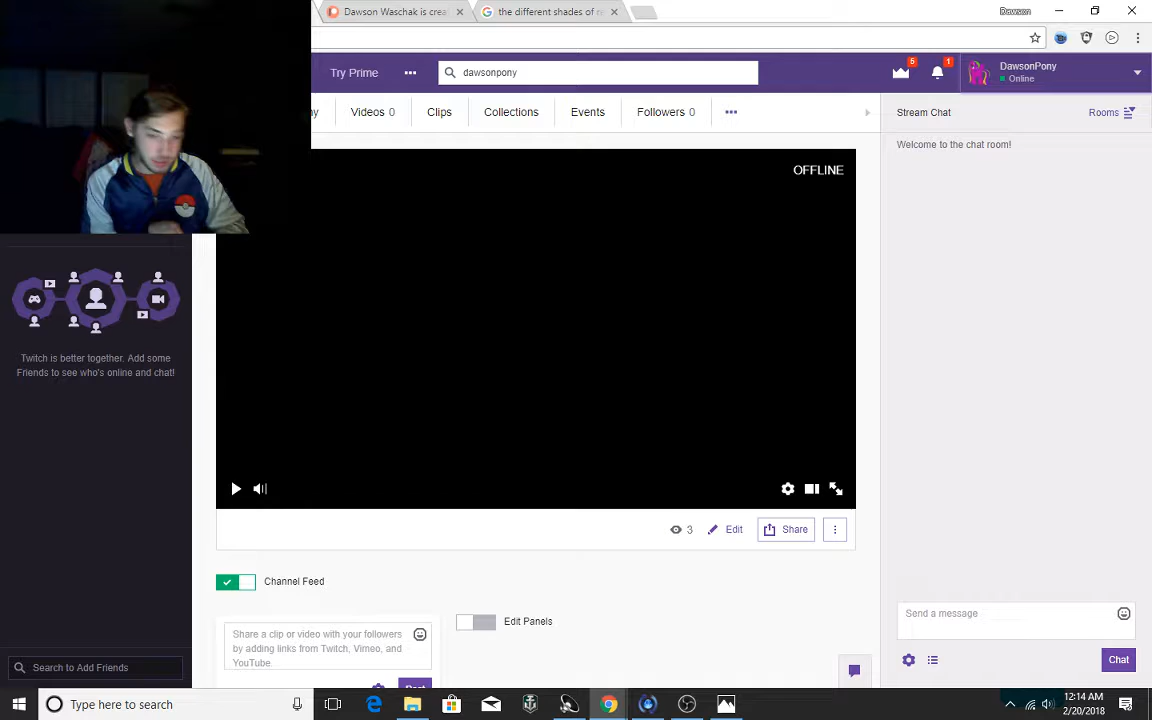 Dawson Waschak is crea
the different shades of r
Dawson
Try Prime
dawsonpony
5
1
DawsonPony
Online
Videos 0
Clips
Collections
Events
Followers 0
Stream Chat
Rooms
Welcome to the chat room!
OFFLINE
Twitch is better together. Add some
Friends to see who's online and chat!
3
Edit
Share
Channel Feed
Share a clip or video with your followers
by adding links from Twitch, Vimeo, and
YouTube.
Post
Edit Panels
Send a message
Chat
Search to Add Friends
Type here to search
12:14 AM
2/20/2018